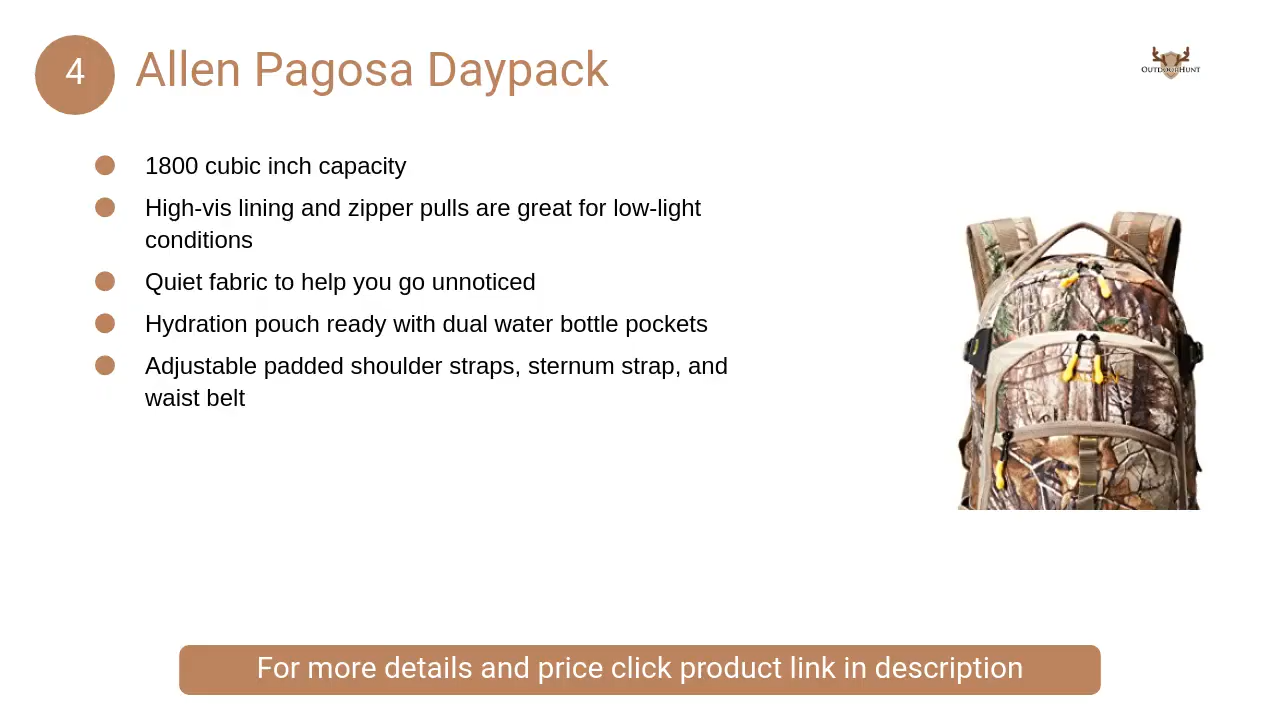 4
Allen Pagosa Daypack
OutdoorHunt
1800 cubic inch capacity
High-vis lining and zipper pulls are great for low-light
conditions
Quiet fabric to help you go unnoticed
Hydration pouch ready with dual water bottle pockets
Adjustable padded shoulder straps, sternum strap, and
waist belt
For more details and price click product link in description